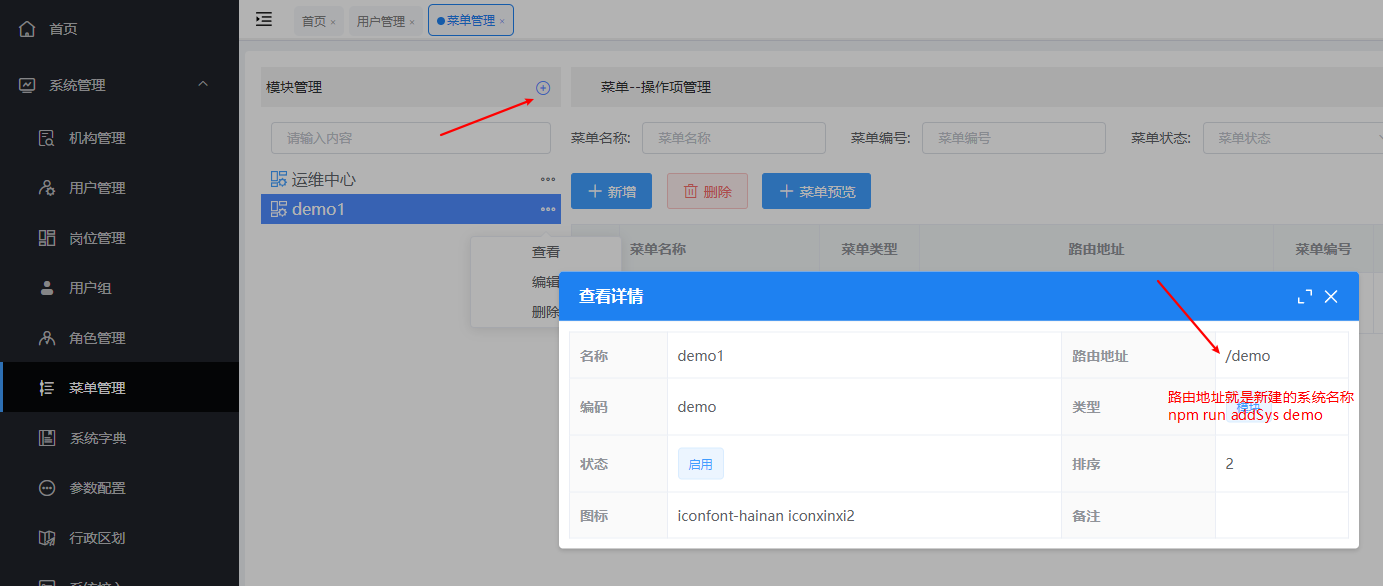 首页
系统管理
机构管理
用户管理
岗位管理
用户组
角色管理
菜单管理
系统字典
参数配置
行政区划
系统接入
首页 × 用户管理 × 菜单管理 ×
模块管理
请输入内容
运维中心
demo1
查看
编辑
删除
菜单--操作项管理
菜单名称: 菜单名称 菜单编号: 菜单编号 菜单状态: 菜单状态
新增 删除 菜单预览
菜单名称 菜单类型 路由地址 菜单编号
查看详情
名称 demo1 路由地址 /demo
编码 demo 类型 模块
路由地址就是新建的系统名称
npm run addSys demo
状态 启用 排序 2
图标 iconfont-hainan iconxinxi2 备注